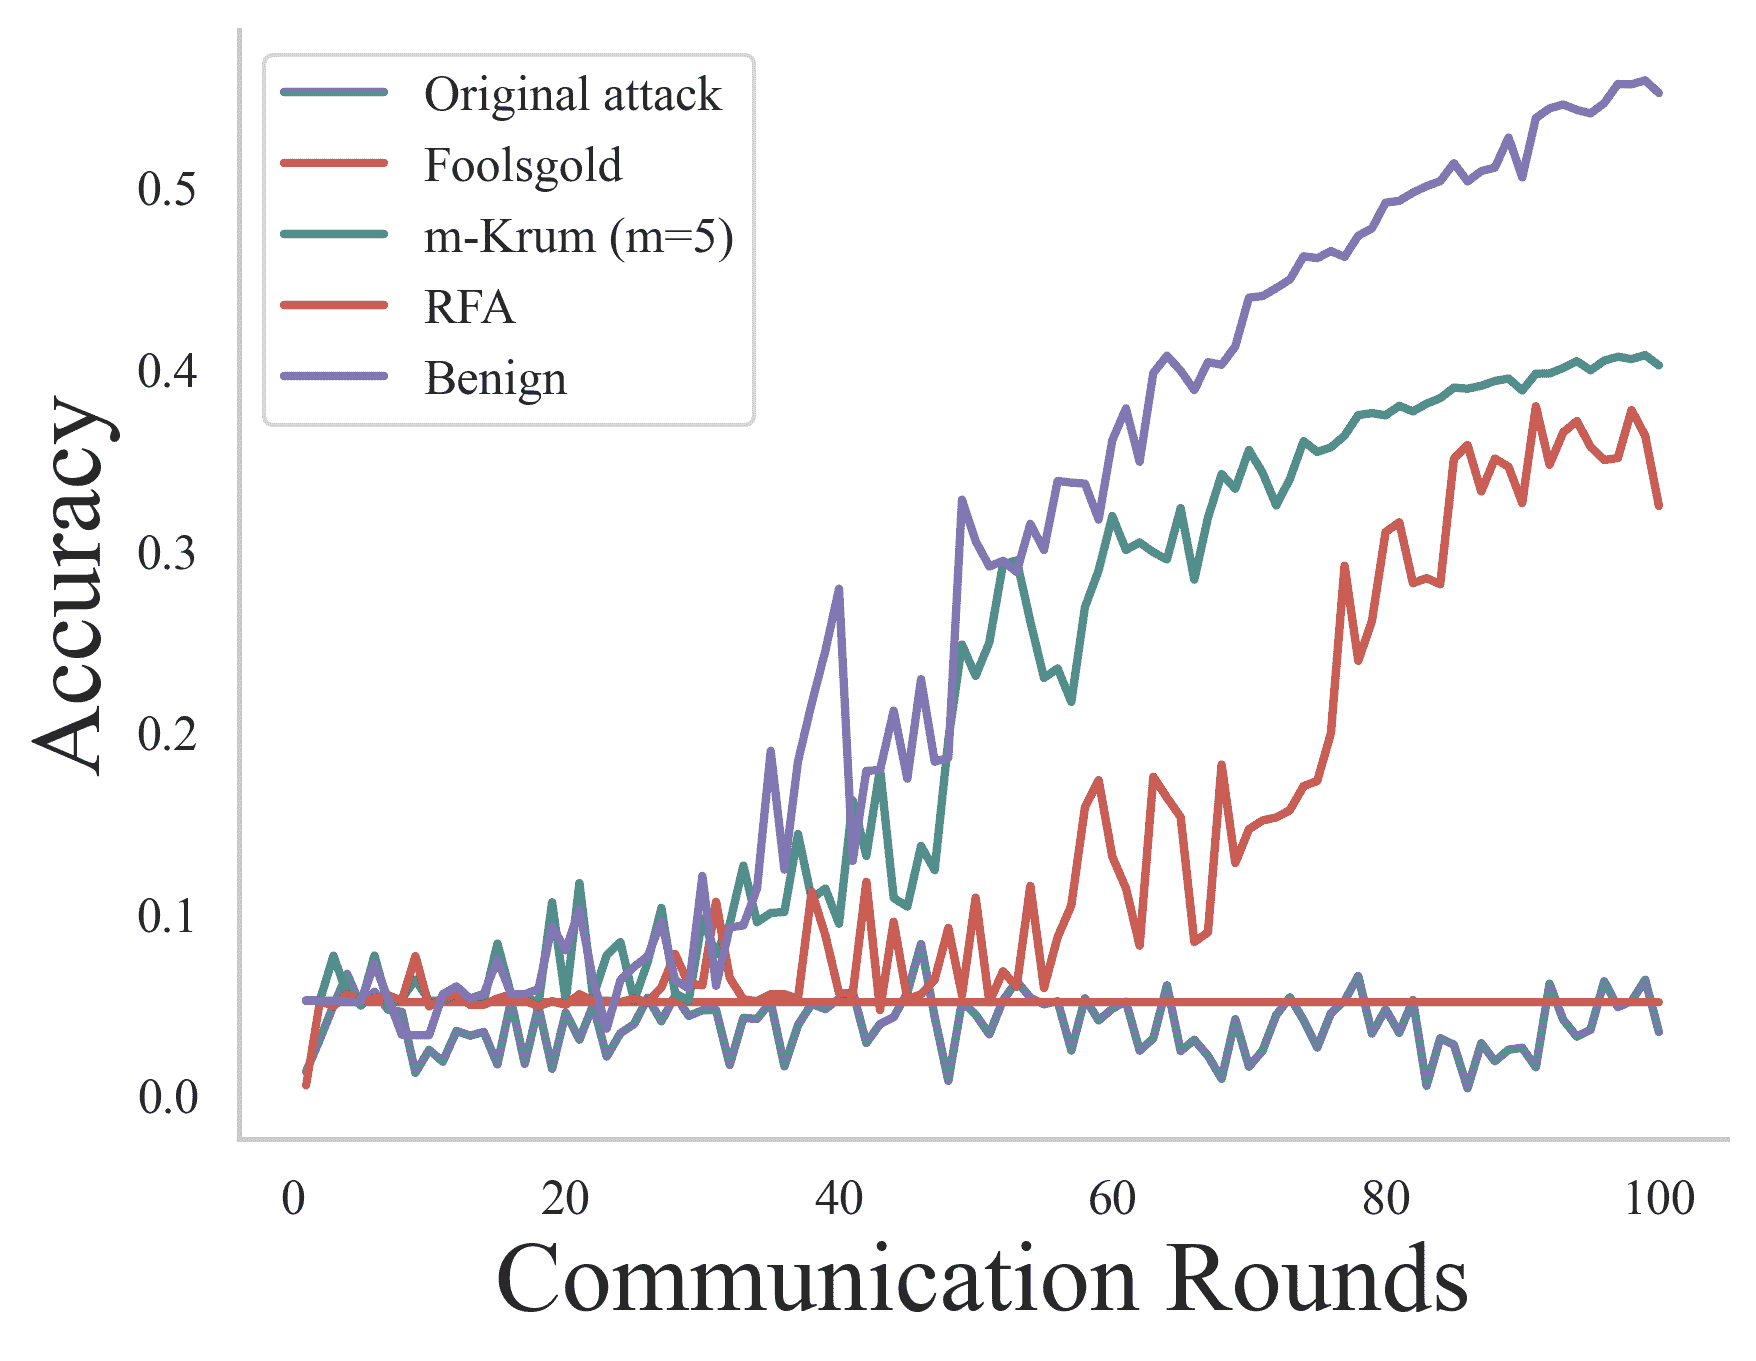 Original attack
Foolsgold
m-Krum (m=5)
RFA
Benign
0.5
0.4
0.3
0.2
0.1
0.0
Accuracy
0 20 40 60 80 100
Communication Rounds